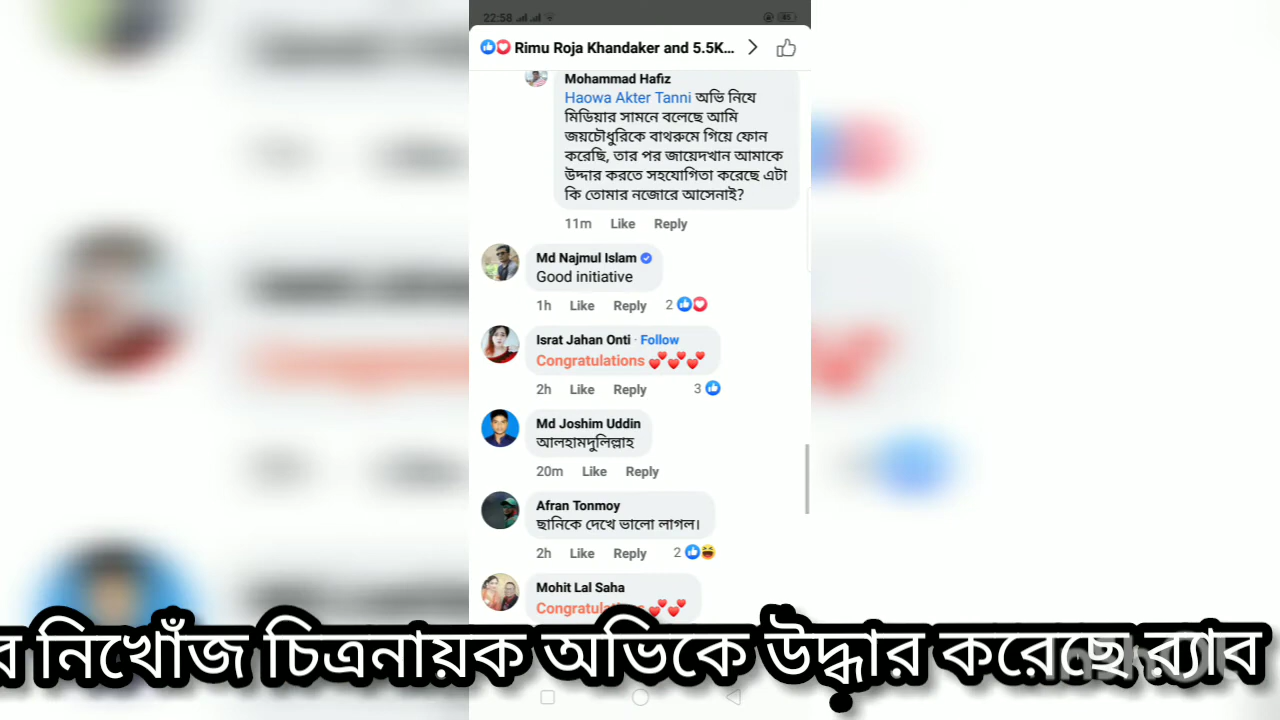 22:58
Rimu Roja Khandaker and 5.5K...
Mohammad Hafiz
Haowa Akter Tanni অভি নিযে
মিডিয়ার সামনে বলেছে আমি
জয়চৌধুরিকে বাথরুমে গিয়ে ফোন
করেছি, তার পর জায়েদখান আমাকে
উদ্দার করতে সহযোগিতা করেছে এটা
কি তোমার নজোরে আসেনাই?
11m Like Reply
Md Najmul Islam
Good initiative
1h Like Reply 2
Israt Jahan Onti · Follow
Congratulations 💕💕💕
2h Like Reply 3
Md Joshim Uddin
আলহামদুলিল্লাহ
20m Like Reply
Afran Tonmoy
ছানিকে দেখে ভালো লাগল।
2h Like Reply 2
Mohit Lal Saha
Congratulations 💕💕
র নিখোঁজ চিত্রনায়ক অভিকে উদ্ধার করেছে র‍্যাব